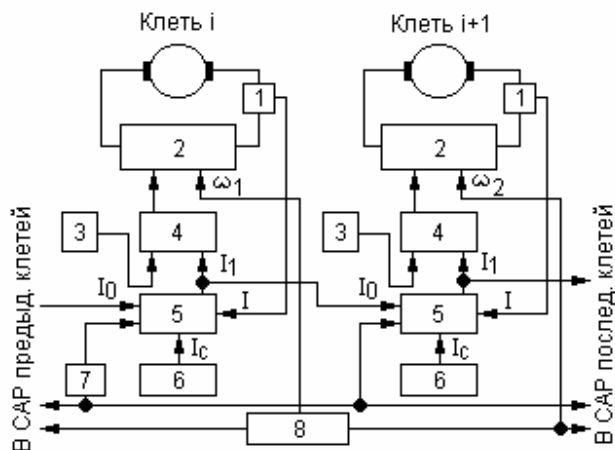 Клеть i
Клеть i+1
1
1
2
2
ω1
ω2
3
4
3
4
I1
I1
I0
I
I0
I
5
5
Ic
Ic
7
6
6
8
В САР предыд. клетей
В САР послед. клетей